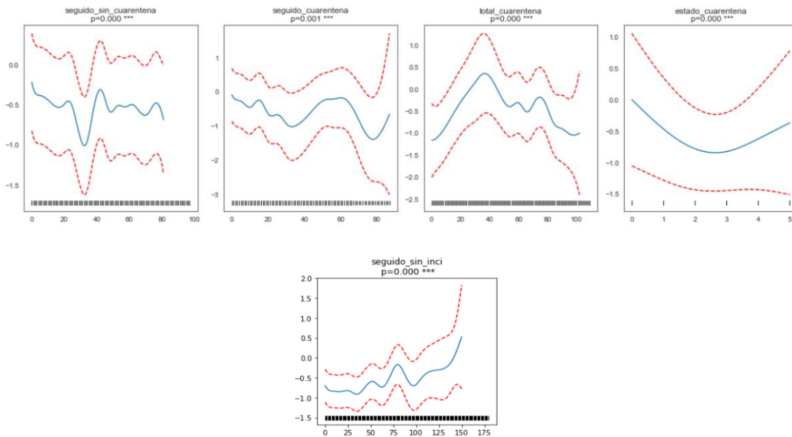 seguido_sin_cuarentena
p=0.000 ***
0.0
−0.5
−1.0
−1.5
0 20 40 60 80 100
seguido_cuarentena
p=0.001 ***
1
0
−1
−2
−3
0 20 40 60 80
total_cuarentena
p=0.000 ***
1.0
0.5
0.0
−0.5
−1.0
−1.5
−2.0
−2.5
0 20 40 60 80 100
estado_cuarentena
p=0.000 ***
1.0
0.5
0.0
−0.5
−1.0
−1.5
0 1 2 3 4 5
seguido_sin_inci
p=0.000 ***
2.0
1.5
1.0
0.5
0.0
−0.5
−1.0
−1.5
0 25 50 75 100 125 150 175